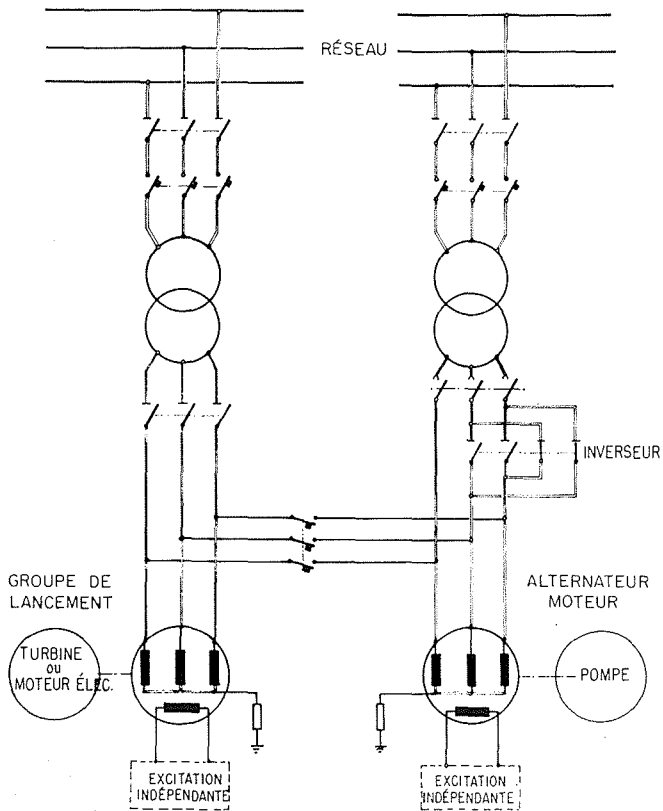 RÉSEAU
INVERSEUR
GROUPE DE
LANCEMENT
ALTERNATEUR
MOTEUR
TURBINE
OU
MOTEUR ÉLEC.
POMPE
EXCITATION
INDÉPENDANTE
EXCITATION
INDÉPENDANTE